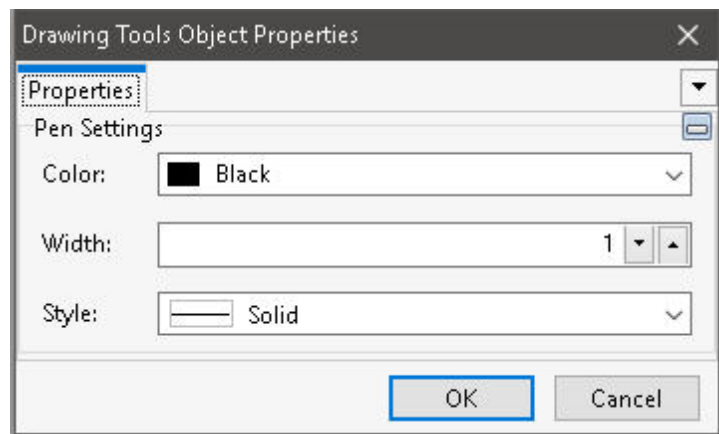 Drawing Tools Object Properties
Properties
Pen Settings
Color: Black
Width: 1
Style: Solid
OK Cancel